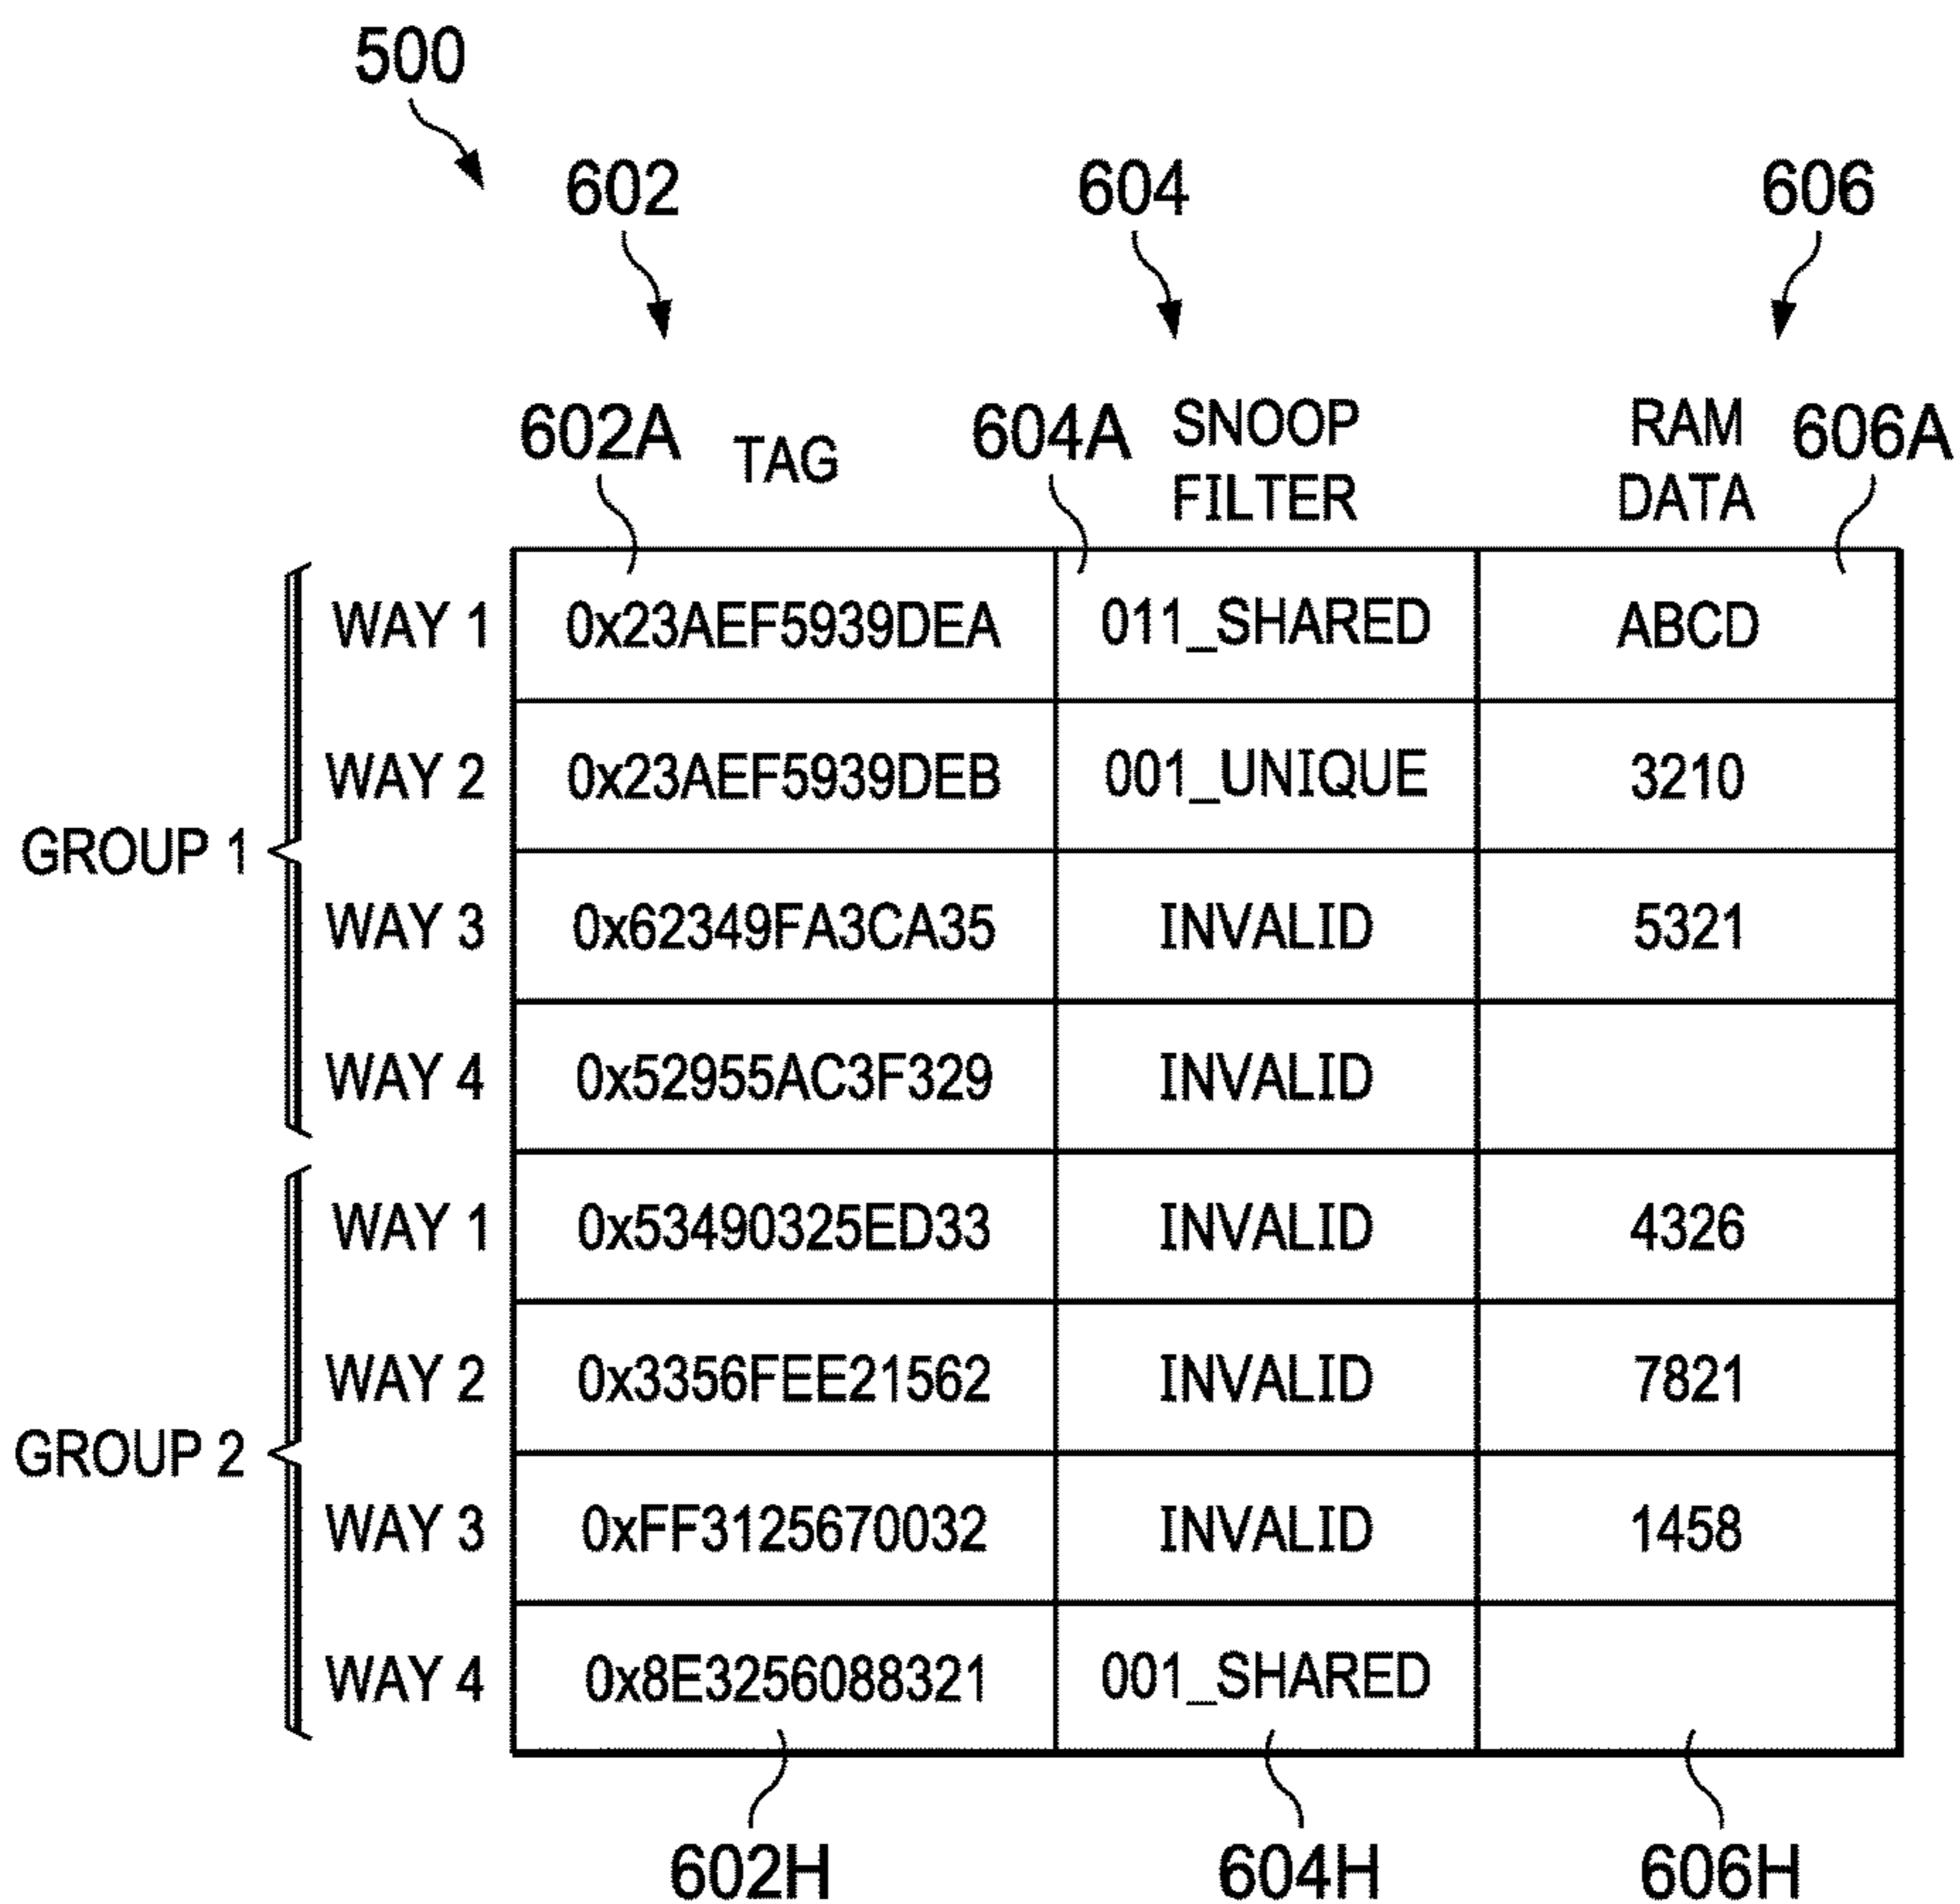 500
602 604 606
602A TAG 604A SNOOP FILTER RAM DATA 606A
WAY 1 0x23AEF5939DEA 011_SHARED ABCD
WAY 2 0x23AEF5939DEB 001_UNIQUE 3210
GROUP 1
WAY 3 0x62349FA3CA35 INVALID 5321
WAY 4 0x52955AC3F329 INVALID
WAY 1 0x53490325ED33 INVALID 4326
WAY 2 0x3356FEE21562 INVALID 7821
GROUP 2
WAY 3 0xFF3125670032 INVALID 1458
WAY 4 0x8E3256088321 001_SHARED
602H 604H 606H